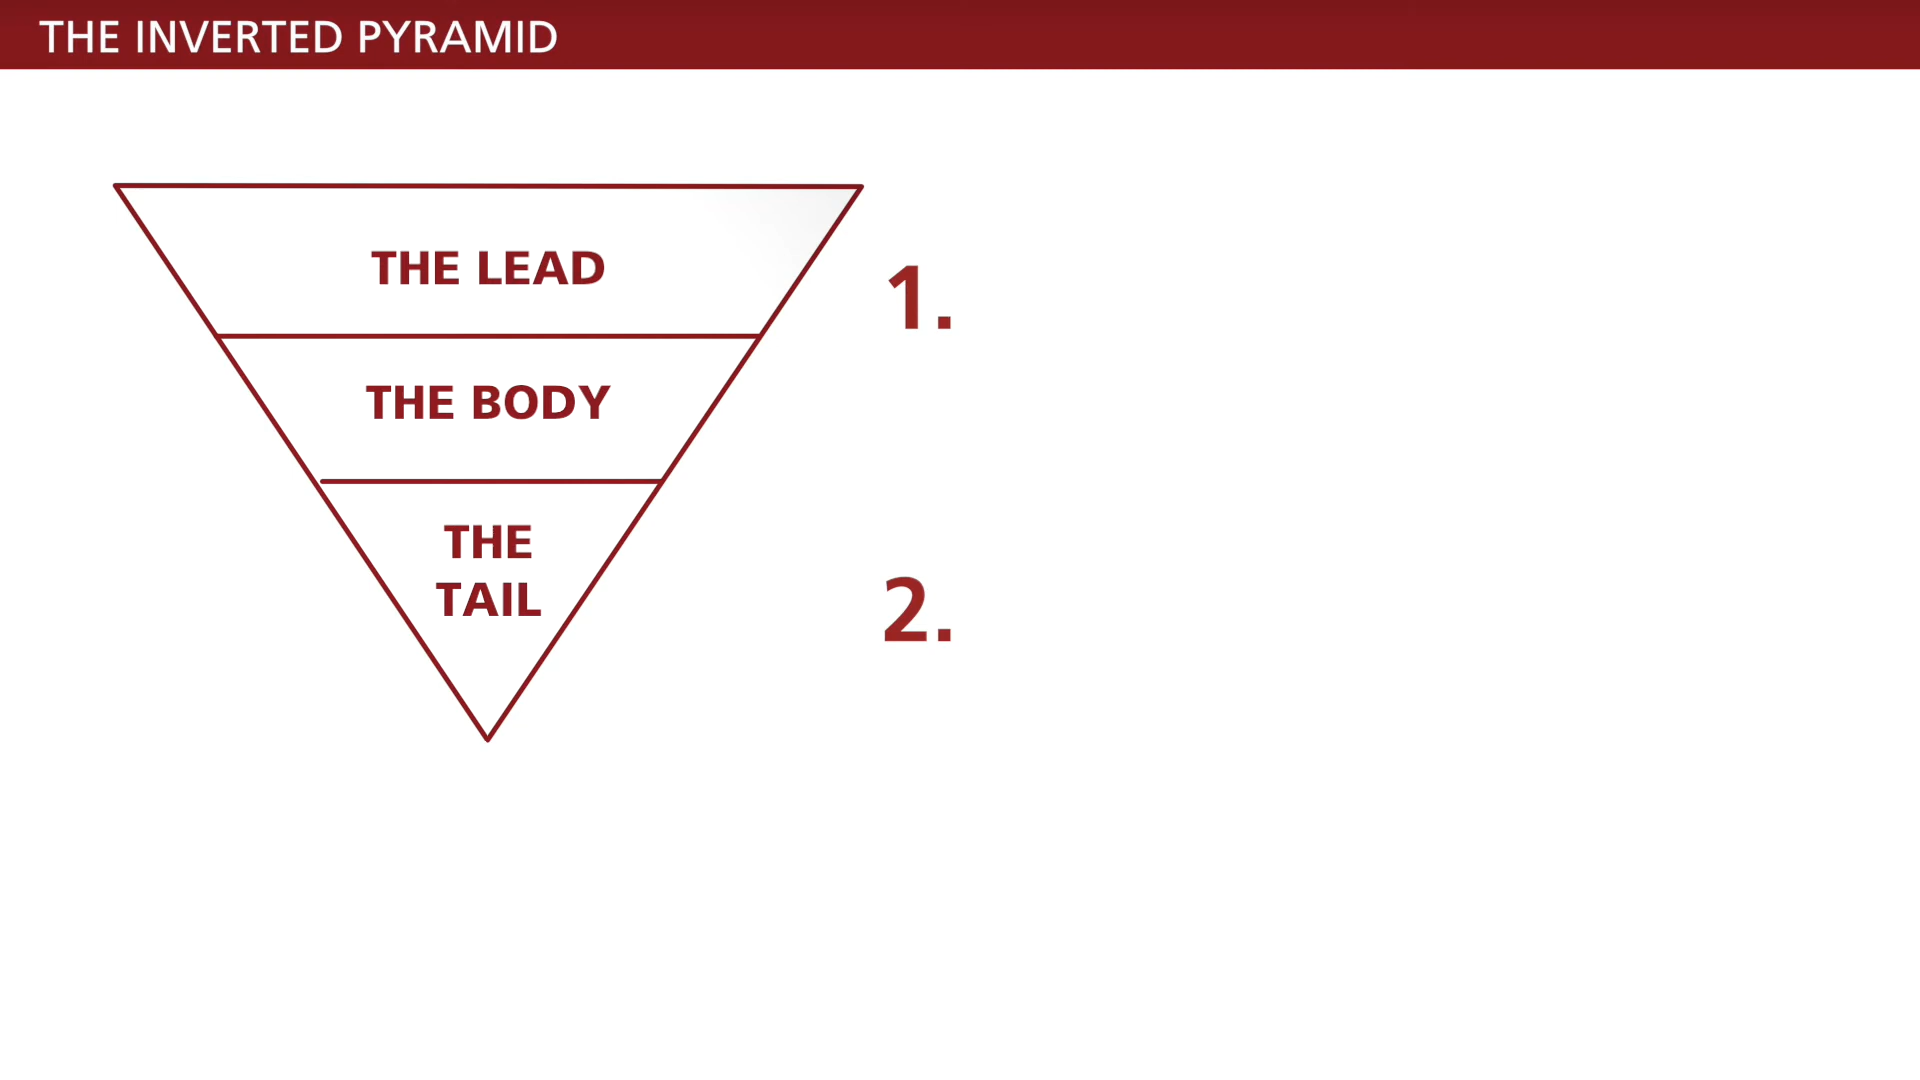 THE INVERTED PYRAMID
THE LEAD
THE BODY
THE
TAIL
1.
2.